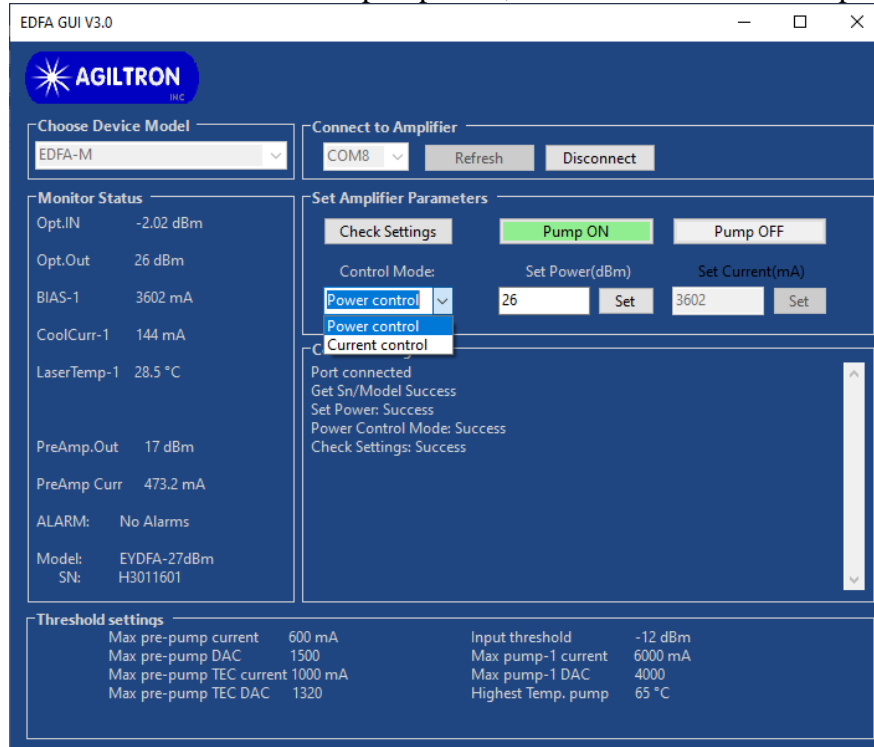 EDFA GUI V3.0
AGILTRON
INC
Choose Device Model
EDFA-M
Connect to Amplifier
COM8 Refresh Disconnect
Monitor Status
Opt.IN -2.02 dBm
Opt.Out 26 dBm
BIAS-1 3602 mA
CoolCurr-1 144 mA
LaserTemp-1 28.5 °C
PreAmp.Out 17 dBm
PreAmp Curr 473.2 mA
ALARM: No Alarms
Model: EYDFA-27dBm
SN: H3011601
Set Amplifier Parameters
Check Settings Pump ON Pump OFF
Control Mode: Set Power(dBm) Set Current(mA)
Power control 26 Set 3602 Set
Power control
Current control
Port connected
Get Sn/Model Success
Set Power: Success
Power Control Mode: Success
Check Settings: Success
Threshold settings
Max pre-pump current 600 mA
Max pre-pump DAC 1500
Max pre-pump TEC current 1000 mA
Max pre-pump TEC DAC 1320
Input threshold -12 dBm
Max pump-1 current 6000 mA
Max pump-1 DAC 4000
Highest Temp. pump 65 °C